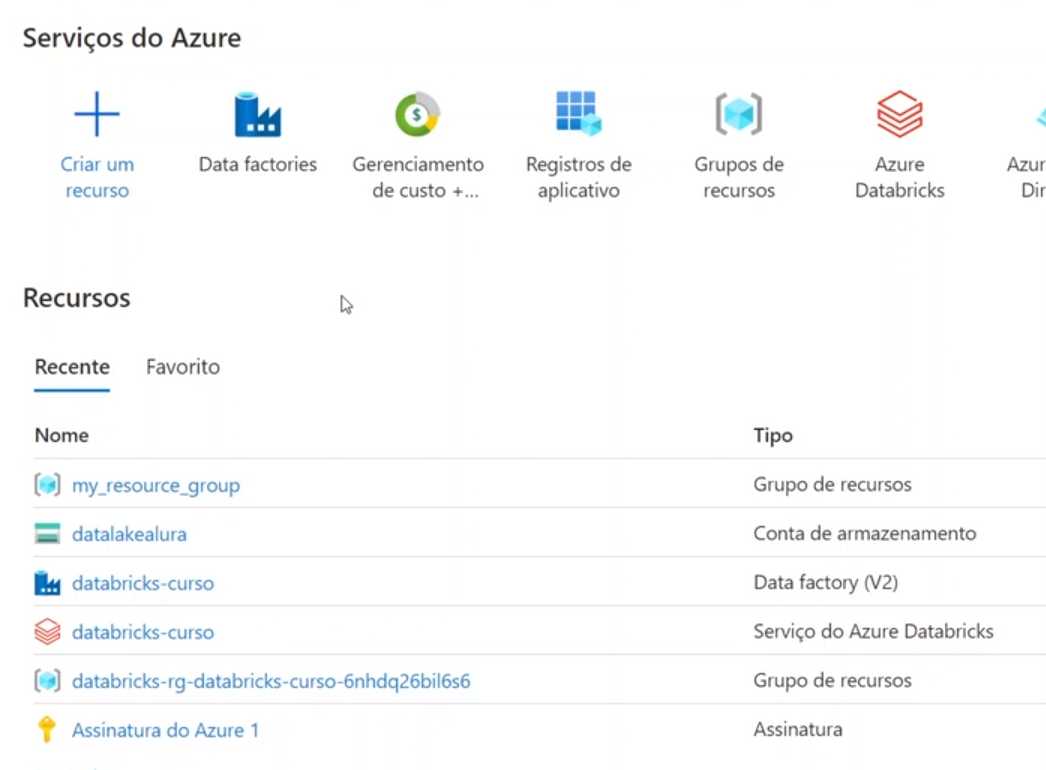 Serviços do Azure
Criar um
recurso
Data factories
Gerenciamento
de custo +...
Registros de
aplicativo
Grupos de
recursos
Azure
Databricks
Azur
Dir
Recursos
Recente Favorito
Nome Tipo
my_resource_group Grupo de recursos
datalakealura Conta de armazenamento
databricks-curso Data factory (V2)
databricks-curso Serviço do Azure Databricks
databricks-rg-databricks-curso-6nhdq26bil6s6 Grupo de recursos
Assinatura do Azure 1 Assinatura